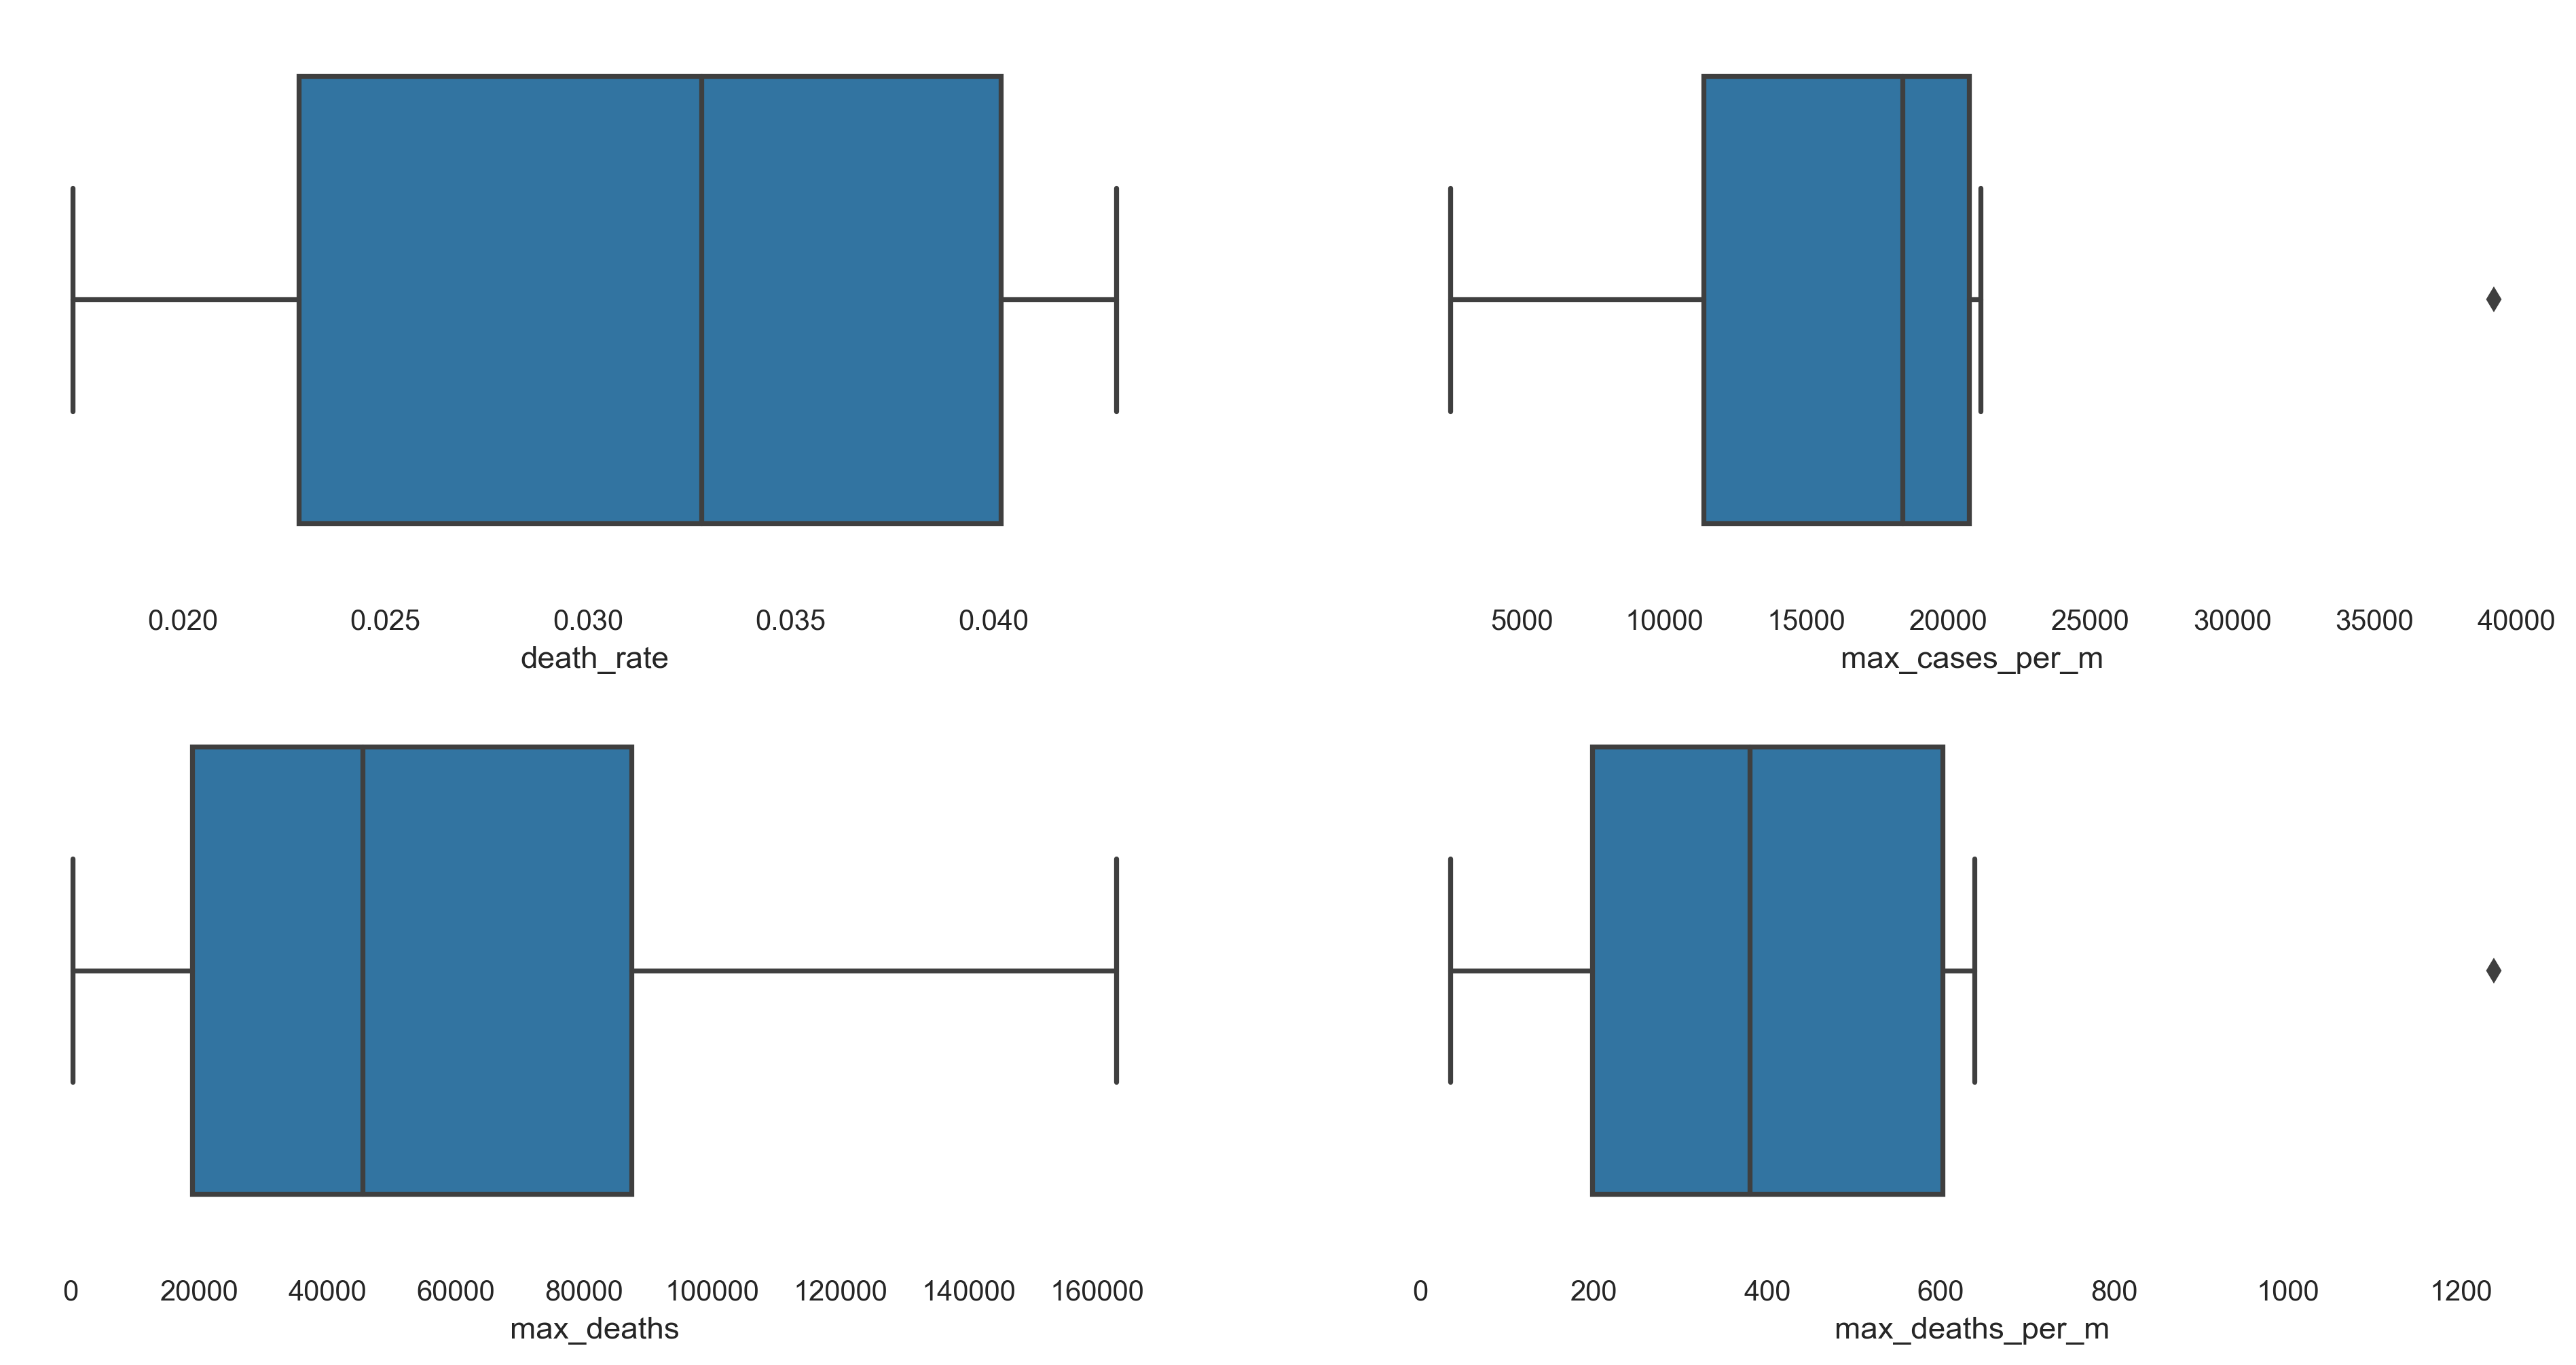 0.020 0.025 0.030 0.035 0.040
death_rate
5000 10000 15000 20000 25000 30000 35000 40000
max_cases_per_m
0 20000 40000 60000 80000 100000 120000 140000 160000
max_deaths
0 200 400 600 800 1000 1200
max_deaths_per_m